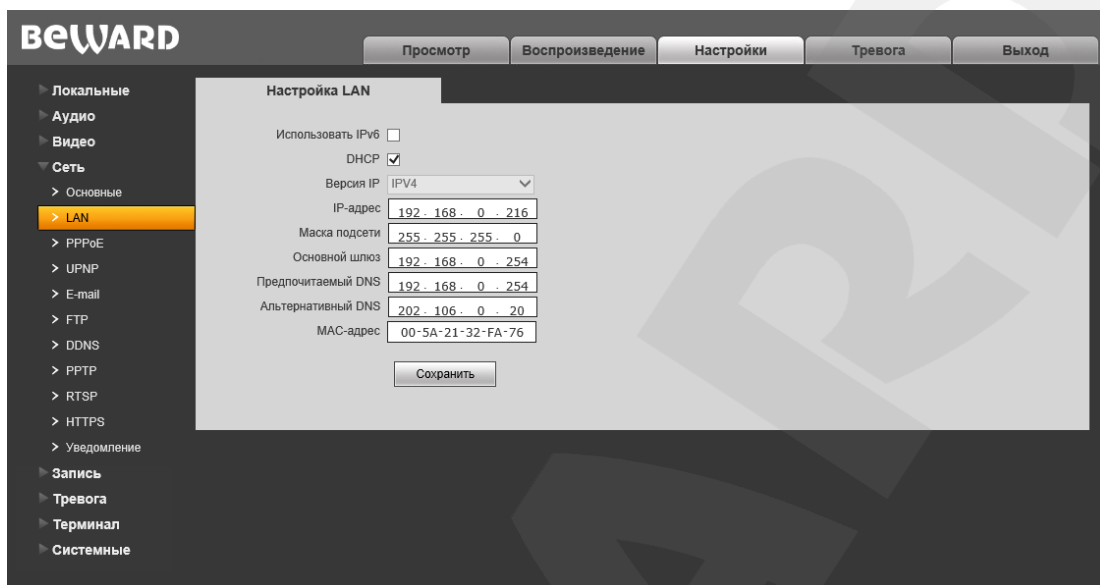 BEWARD
Просмотр Воспроизведение Настройки Тревога Выход
Локальные
Аудио
Видео
Сеть
Основные
LAN
PPPoE
UPNP
E-mail
FTP
DDNS
PPTP
RTSP
HTTPS
Уведомление
Запись
Тревога
Терминал
Системные
Настройка LAN
Использовать IPv6
DHCP
Версия IP IPV4
IP-адрес 192 . 168 . 0 . 216
Маска подсети 255 . 255 . 255 . 0
Основной шлюз 192 . 168 . 0 . 254
Предпочитаемый DNS 192 . 168 . 0 . 254
Альтернативный DNS 202 . 106 . 0 . 20
MAC-адрес 00-5A-21-32-FA-76
Сохранить